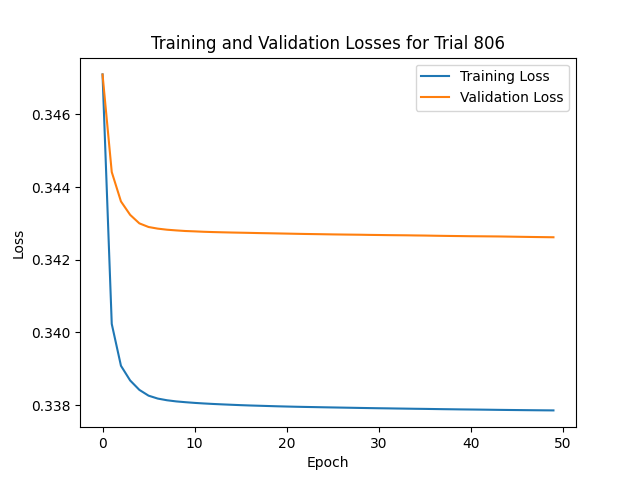 Training and Validation Losses for Trial 806
Training Loss
Validation Loss
0.346
0.344
0.342
0.340
0.338
Loss
0 10 20 30 40 50
Epoch